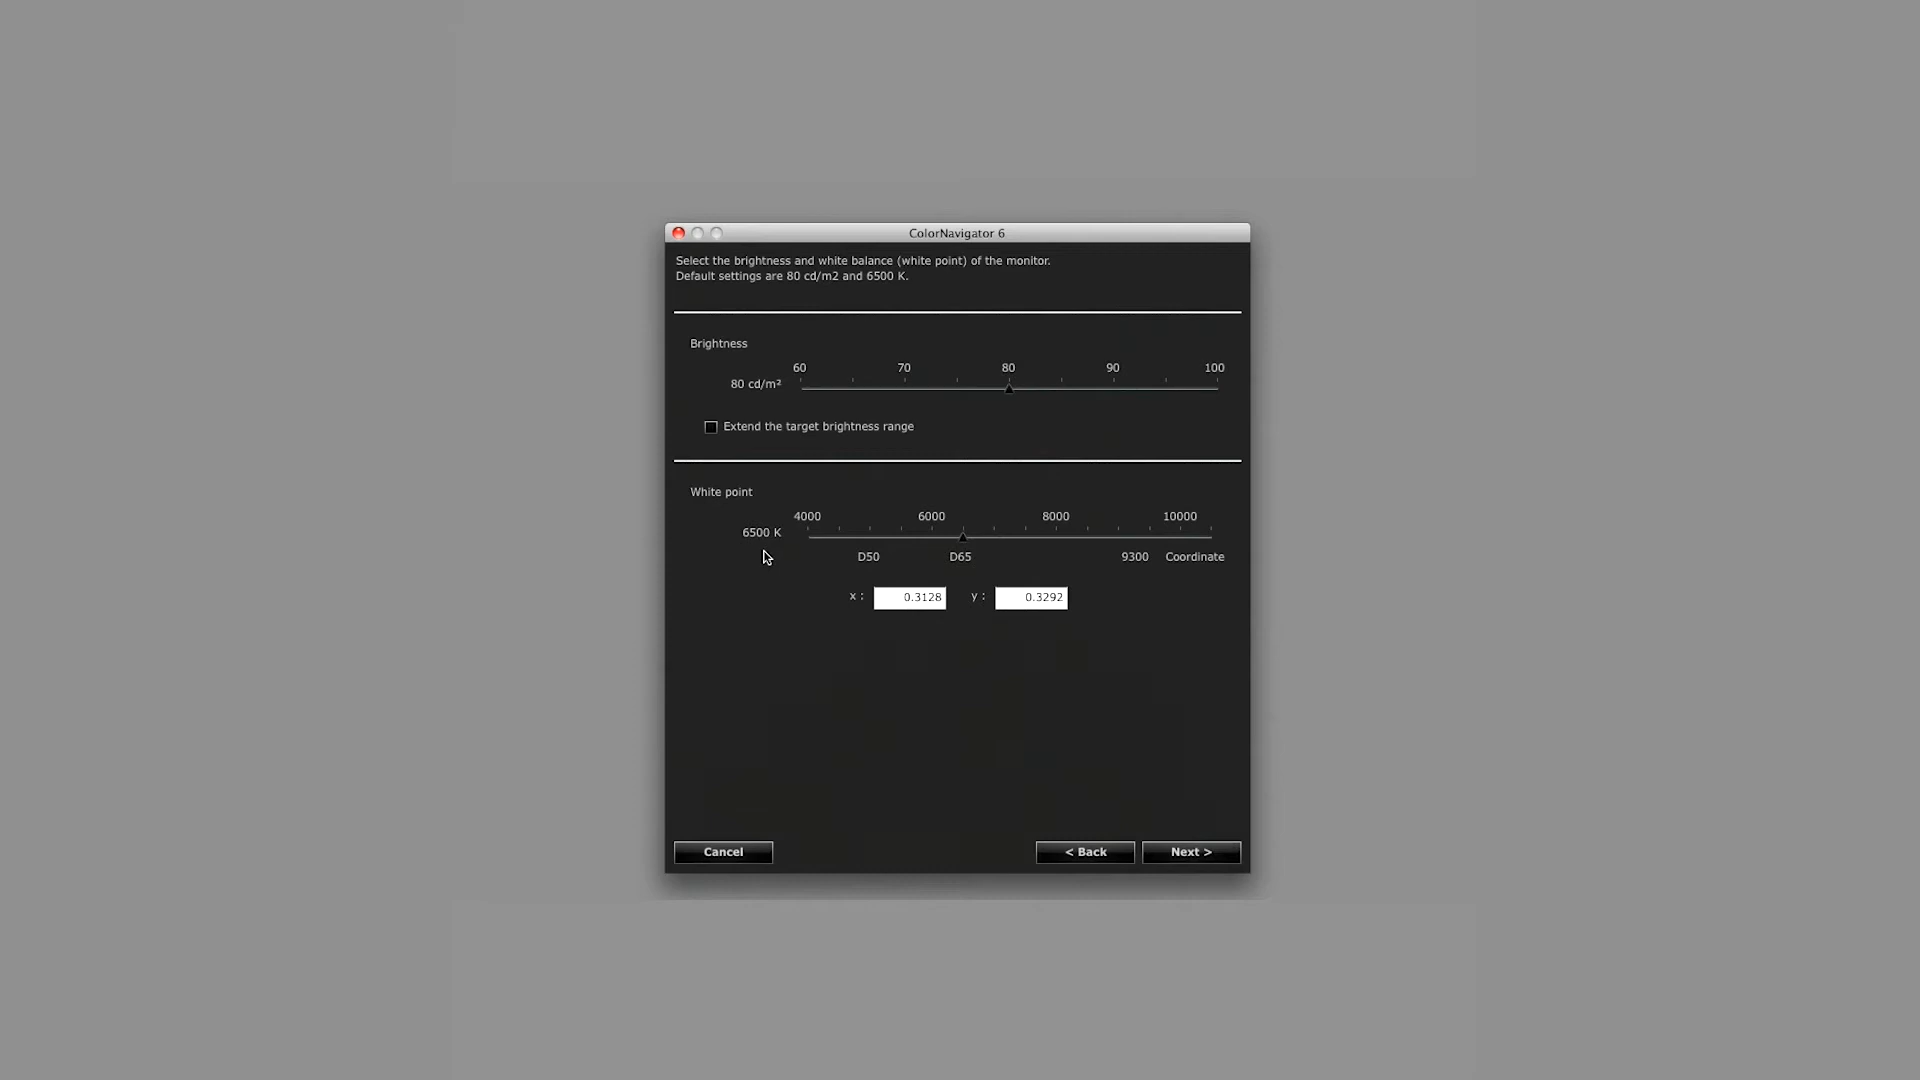 ColorNavigator 6
Select the brightness and white balance (white point) of the monitor.
Default settings are 80 cd/m2 and 6500 K.
Brightness
60 70 80 90 100
80 cd/m²
Extend the target brightness range
White point
4000 6000 8000 10000
6500 K
D50 D65 9300 Coordinate
x : 0.3128 y : 0.3292
Cancel < Back Next >